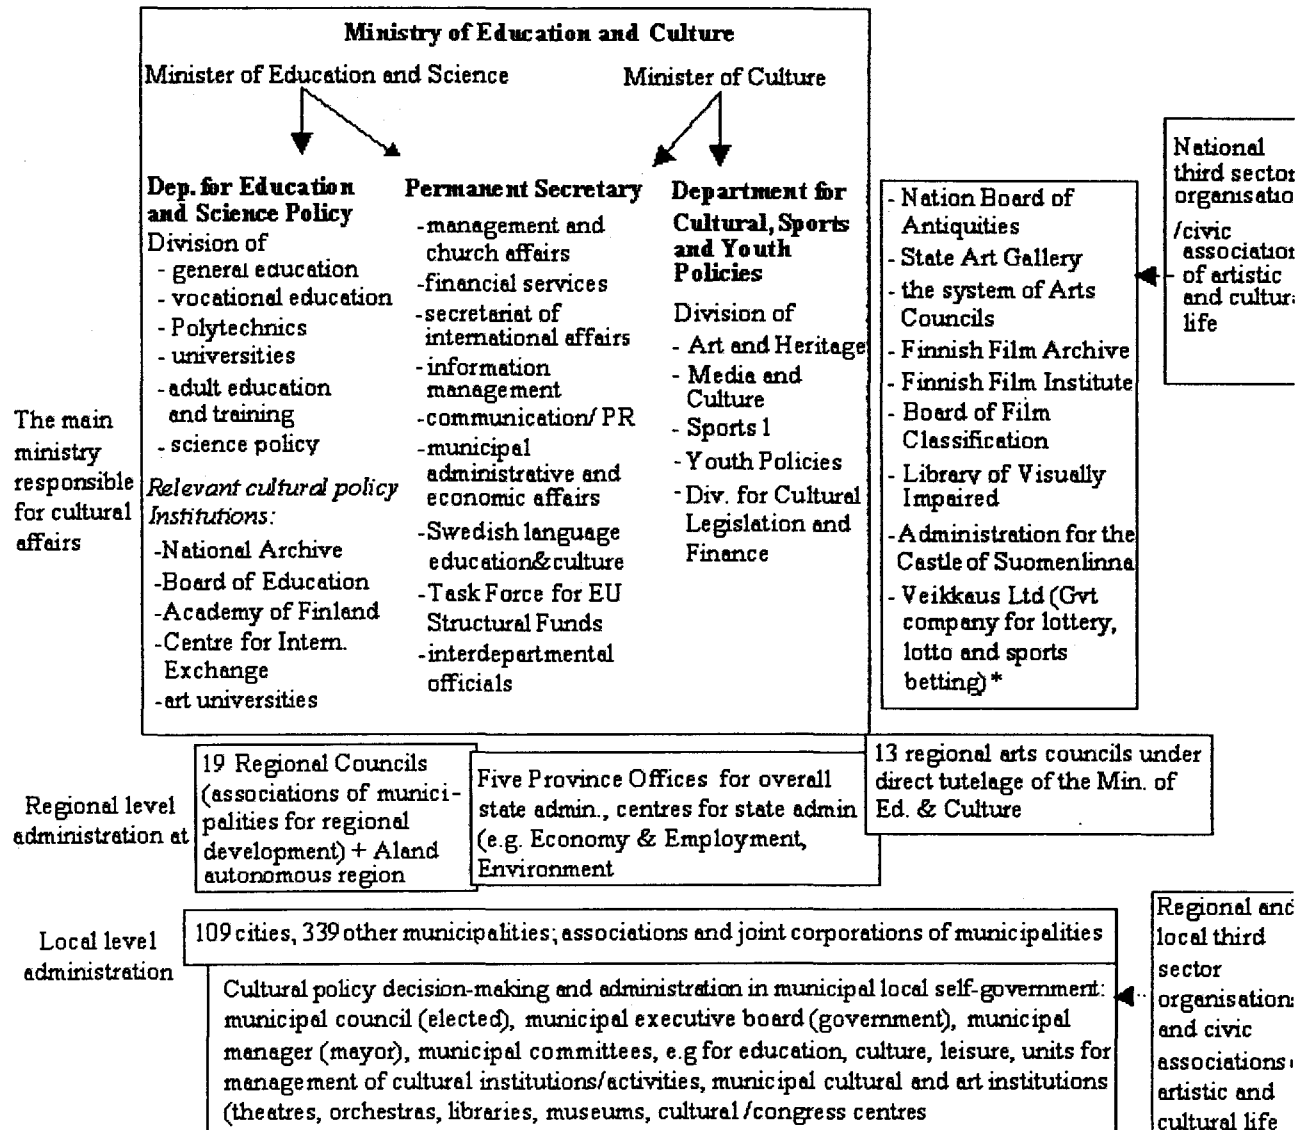 Ministry of Education and Culture
Minister of Education and Science
Minister of Culture
Dep. for Education
and Science Policy
Division of
- general education
- vocational education
- Polytechnics
- universities
- adult education
and training
- science policy
Relevant cultural policy
Institutions:
-National Archive
-Board of Education
-Academy of Finland
-Centre for Intern.
Exchange
-art universities
Permanent Secretary
-management and
church affairs
-financial services
-secretariat of
international affairs
-information
management
-communication/ PR
-municipal
administrative and
economic affairs
-Swedish language
education&culture
-Task Force for EU
Structural Funds
-interdepartmental
officials
Department for
Cultural, Sports
and Youth
Policies
Division of
- Art and Heritage
- Media and
Culture
- Sports 1
- Youth Policies
- Div. for Cultural
Legislation and
Finance
- Nation Board of
Antiquities
- State Art Gallery
- the system of Arts
Councils
- Finnish Film Archive
- Finnish Film Institute
- Board of Film
Classification
- Library of Visually
Impaired
-Administration for the
Castle of Suomenlinna
- Veikkaus Ltd (Gvt
company for lottery,
lotto and sports
betting) *
National
third sector
organisatio
/civic
association
of artistic
and cultura
life
The main
ministry
responsible
for cultural
affairs
Regional level
administration at
19 Regional Councils
(associations of munici-
palities for regional
development) + Aland
autonomous region
Five Province Offices for overall
state admin., centres for state admin
(e.g. Economy & Employment,
Environment
13 regional arts councils under
direct tutelage of the Min. of
Ed. & Culture
Local level
administration
109 cities, 339 other municipalities; associations and joint corporations of municipalities
Cultural policy decision-making and administration in municipal local self-government:
municipal council (elected), municipal executive board (government), municipal
manager (mayor), municipal committees, e.g for education, culture, leisure, units for
management of cultural institutions/activities, municipal cultural and art institutions
(theatres, orchestras, libraries, museums, cultural /congress centres
Regional and
local third
sector
organisation
and civic
associations
artistic and
cultural life